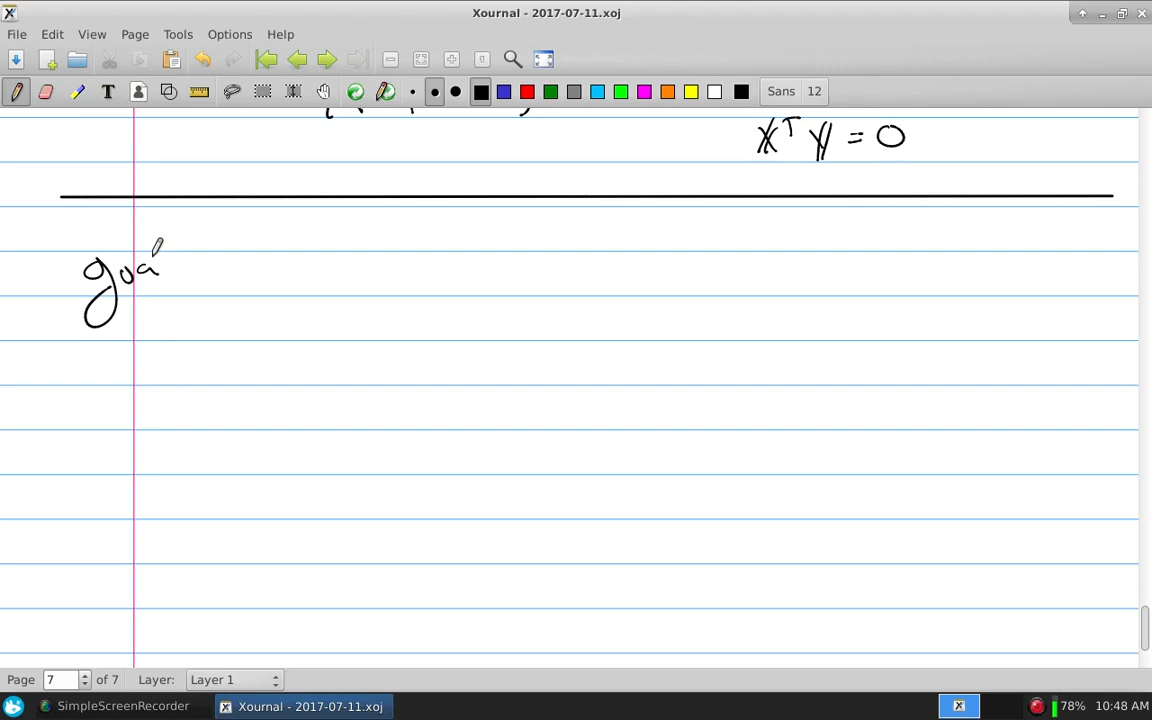 Xournal - 2017-07-11.xoj
File Edit View Page Tools Options Help
Sans 12
X^T Y = 0
goal
Page 7 of 7 Layer: Layer 1
SimpleScreenRecorder Xournal - 2017-07-11.xoj 78% 10:48 AM